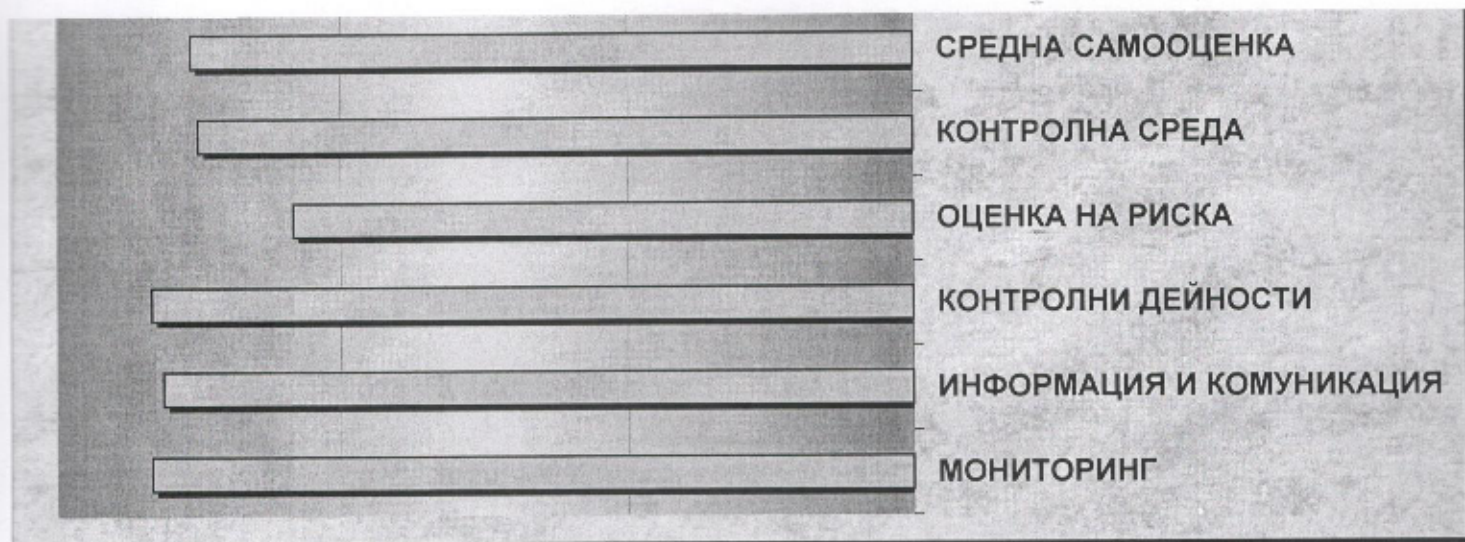 СРЕДНА САМООЦЕНКА
КОНТРОЛНА СРЕДА
ОЦЕНКА НА РИСКА
КОНТРОЛНИ ДЕЙНОСТИ
ИНФОРМАЦИЯ И КОМУНИКАЦИЯ
МОНИТОРИНГ